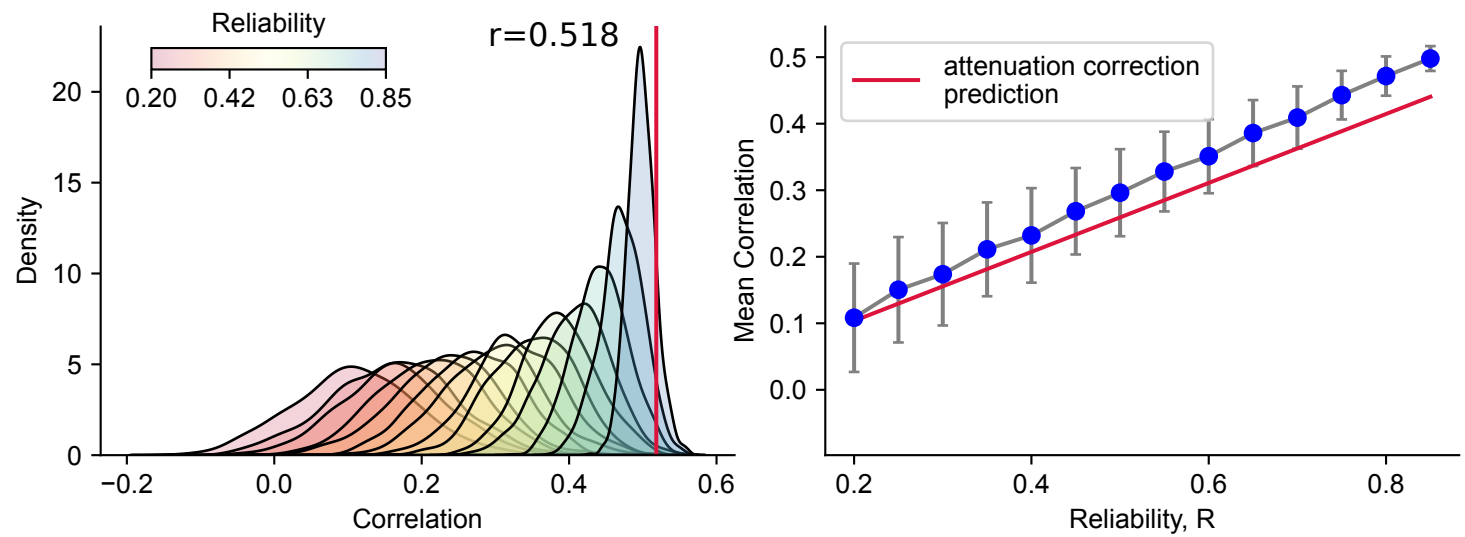 Reliability
0.20 0.42 0.63 0.85
r=0.518
Density
20
15
10
5
0
−0.2 0.0 0.2 0.4 0.6
Correlation
attenuation correction
prediction
Mean Correlation
0.5
0.4
0.3
0.2
0.1
0.0
0.2 0.4 0.6 0.8
Reliability, R